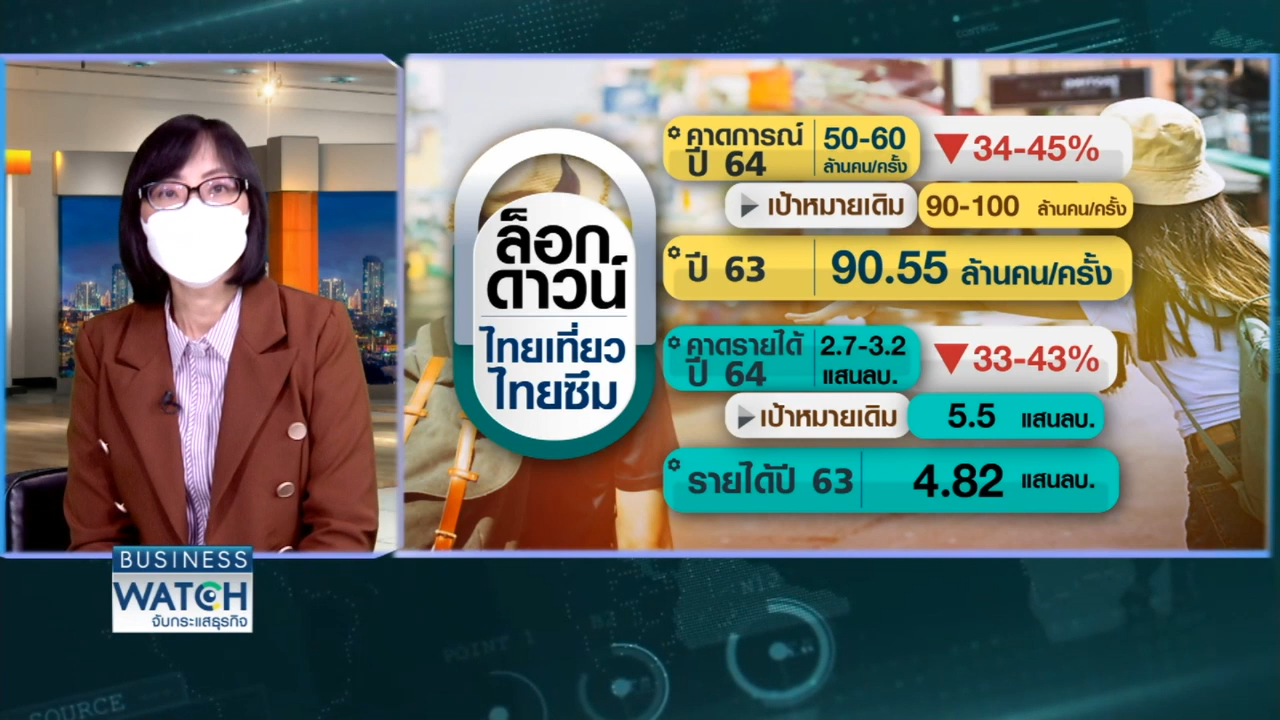 ล็อก
ดาวน์
ไทยเที่ยว
ไทยซึม
คาดการณ์ ปี 64
50-60 ล้านคน/ครั้ง
▼34-45%
▶ เป้าหมายเดิม
90-100 ล้านคน/ครั้ง
ปี 63
90.55 ล้านคน/ครั้ง
คาดรายได้ ปี 64
2.7-3.2 แสนลบ.
▼33-43%
▶ เป้าหมายเดิม
5.5 แสนลบ.
รายได้ปี 63
4.82 แสนลบ.
BUSINESS
WATCH
จับกระแสธุรกิจ
POINT 1
SOURCE